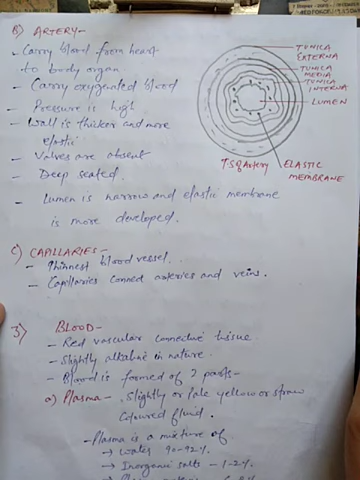 B) ARTERY-
- Carry blood from heart
to body organ
- Carry oxygenated blood
- Pressure is high
- Wall is thicker and more
elastic
- Valves are absent
- Deep seated.
- Lumen is narrow and elastic membrane
is more developed.
TUNICA
EXTERNA
TUNICA
MEDIA
TUNICA
INTERNA
LUMEN
ELASTIC
MEMBRANE
T.S of Artery
C) CAPILLARIES-
- Thinnest blood vessel.
- Capillaries connect arteries and veins.
3) BLOOD-
- Red vascular connective tissue
- Slightly alkaline in nature.
- Blood is formed of 2 parts-
a) Plasma- Slightly or pale yellow or straw
coloured fluid.
- Plasma is a mixture of
→ Water 90-92%
→ Inorganic salts - 1-2%